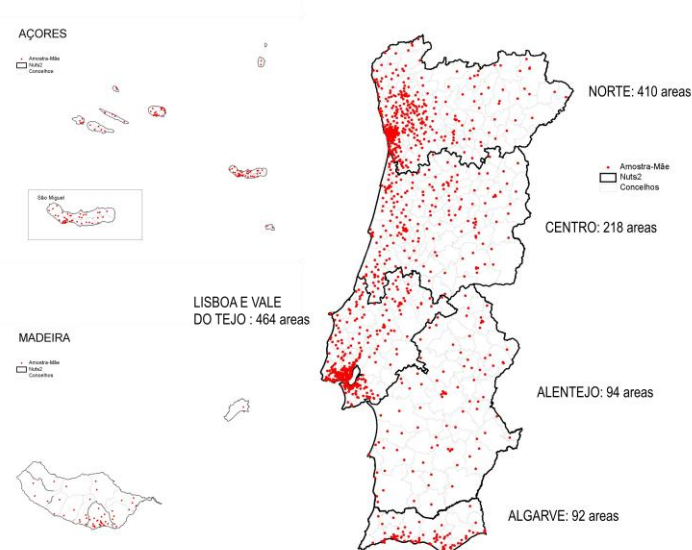 AÇORES
Amostra-Mãe
Nuts2
Concelhos
São Miguel
MADEIRA
Amostra-Mãe
Nuts2
Concelhos
NORTE: 410 areas
Amostra-Mãe
Nuts2
Concelhos
CENTRO: 218 areas
LISBOA E VALE
DO TEJO : 464 areas
ALENTEJO: 94 areas
ALGARVE: 92 areas